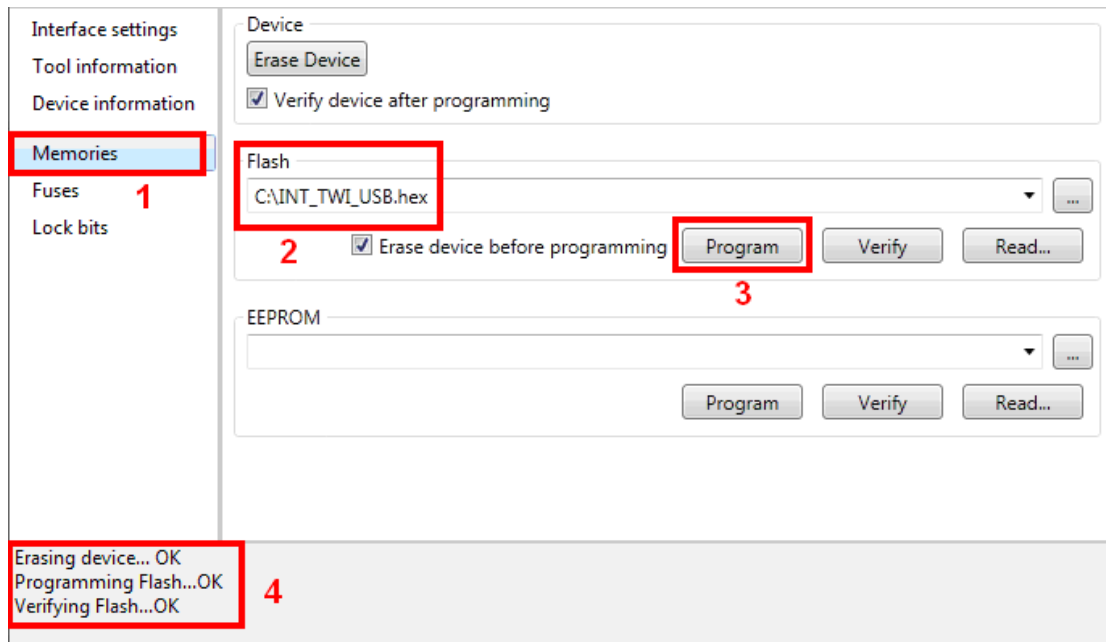 Interface settings
Tool information
Device information
Memories
1
Fuses
Lock bits
Device
Erase Device
Verify device after programming
Flash
C:\INT_TWI_USB.hex
...
2
Erase device before programming
Program
Verify
Read...
3
EEPROM
...
Program
Verify
Read...
Erasing device... OK
Programming Flash...OK
Verifying Flash...OK
4